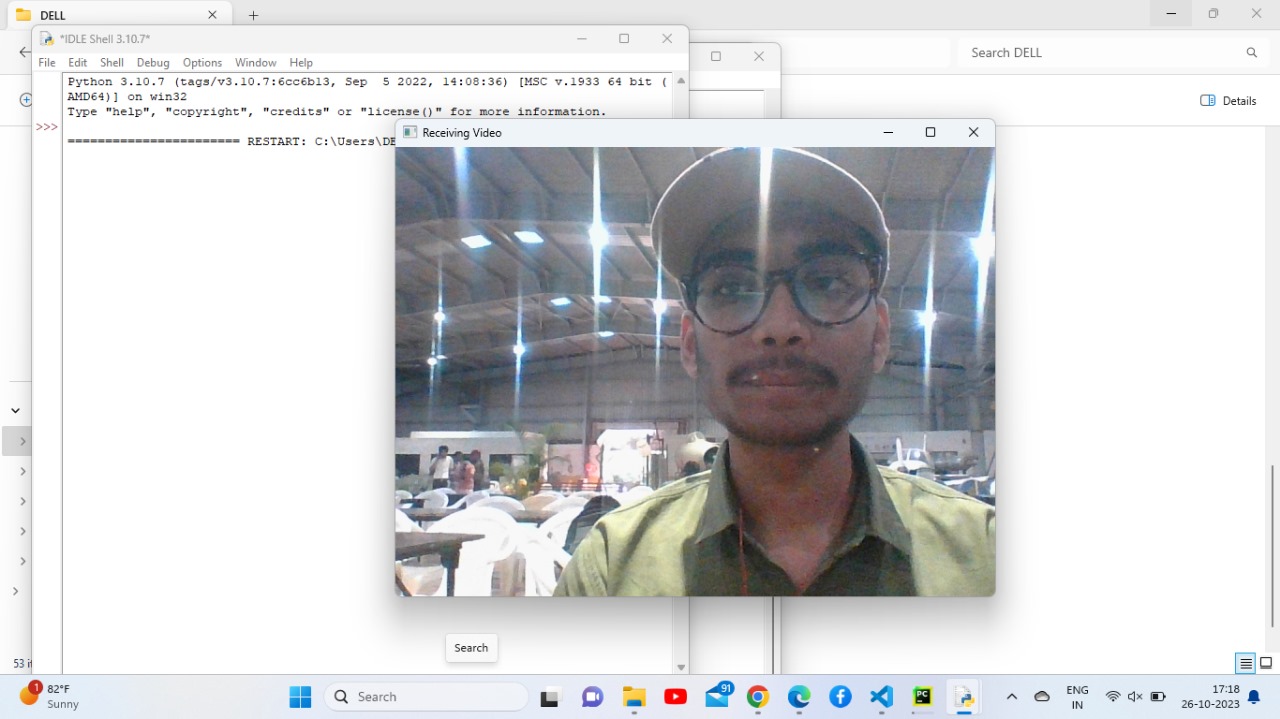 DELL
*IDLE Shell 3.10.7*
File Edit Shell Debug Options Window Help
Search DELL
Details
Python 3.10.7 (tags/v3.10.7:6cc6b13, Sep 5 2022, 14:08:36) [MSC v.1933 64 bit (
AMD64)] on win32
Type "help", "copyright", "credits" or "license()" for more information.
>>>
======================= RESTART: C:\Users\DE
Receiving Video
Search
53
82°F
Sunny
1
Search
91
PC
ENG
IN
17:18
26-10-2023